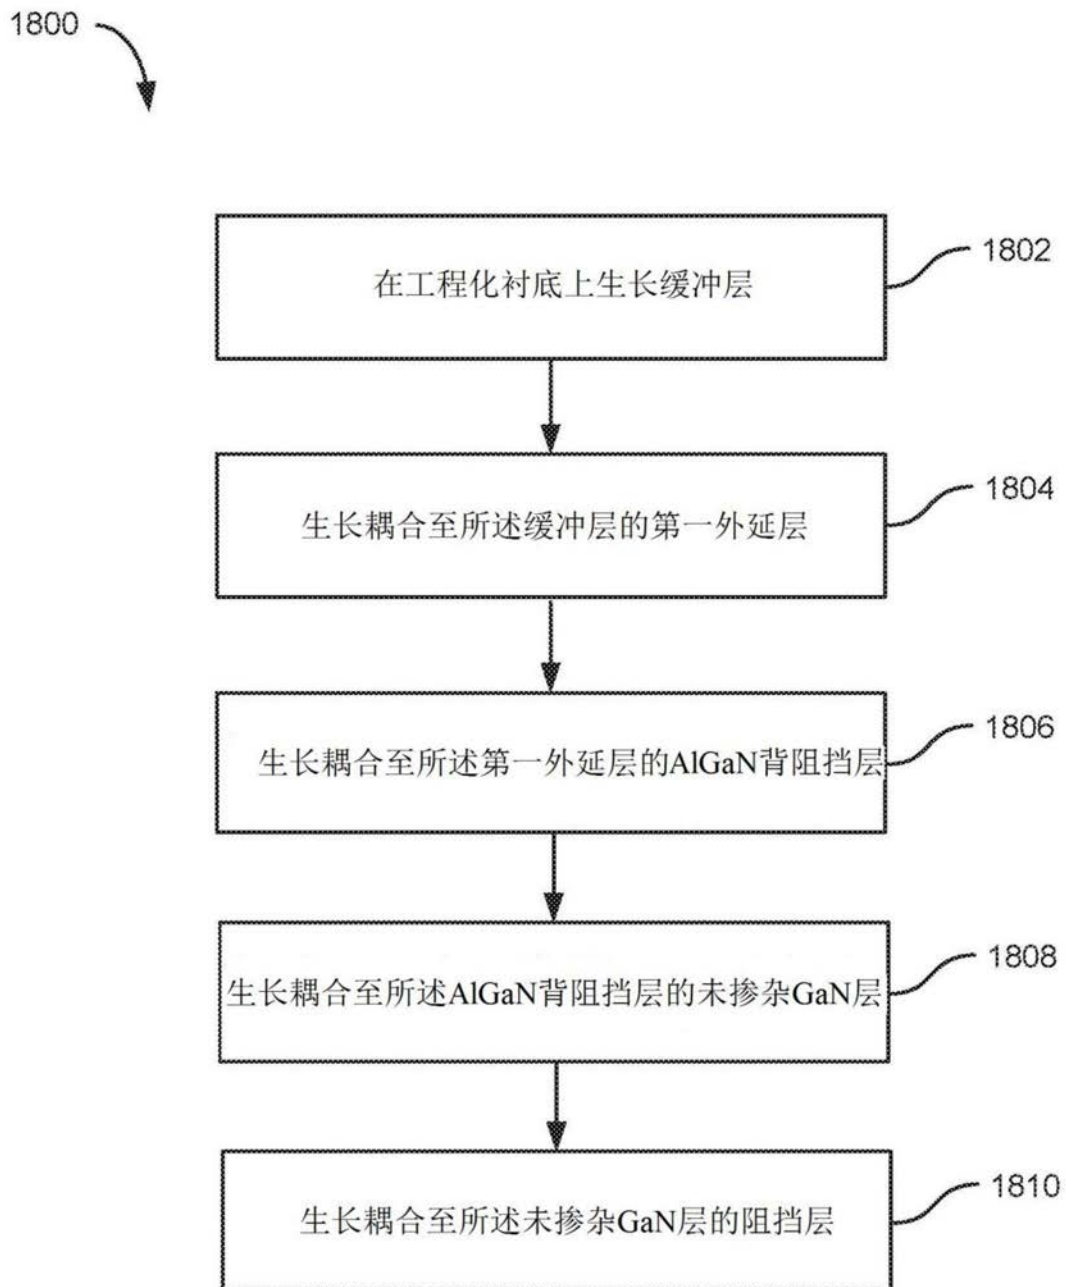 1800
在工程化衬底上生长缓冲层
1802
生长耦合至所述缓冲层的第一外延层
1804
生长耦合至所述第一外延层的AlGaN背阻挡层
1806
生长耦合至所述AlGaN背阻挡层的未掺杂GaN层
1808
生长耦合至所述未掺杂GaN层的阻挡层
1810